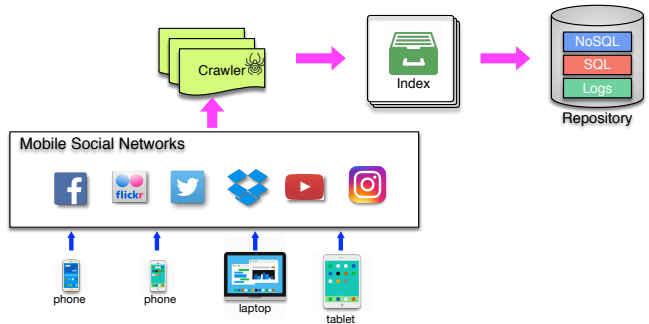 Crawler
Index
NoSQL
SQL
Logs
Repository
Mobile Social Networks
flickr
phone
phone
laptop
tablet